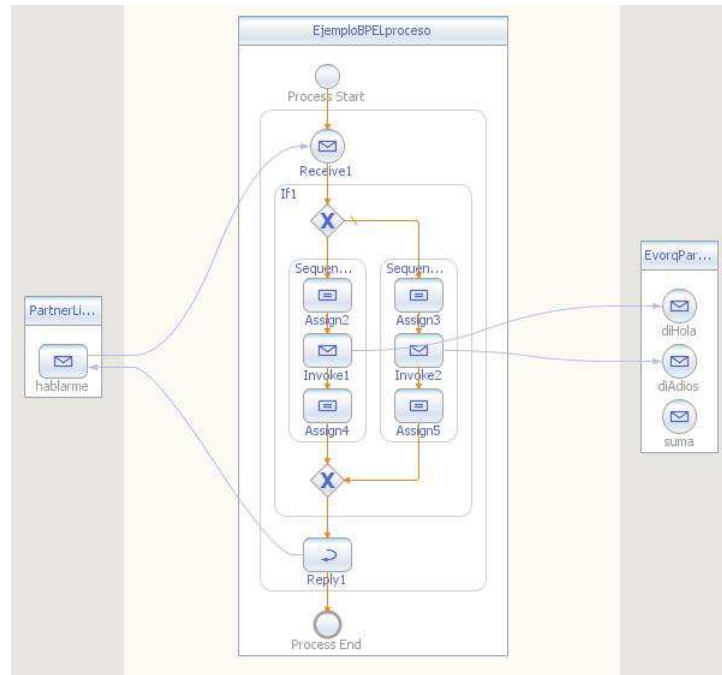 EjemploBPELproceso
Process Start
Receive1
If1
Sequen...
Sequen...
Assign2
Assign3
Invoke1
Invoke2
Assign4
Assign5
Reply1
Process End
PartnerLi...
hablarme
EvorqPar...
diHola
diAdios
suma